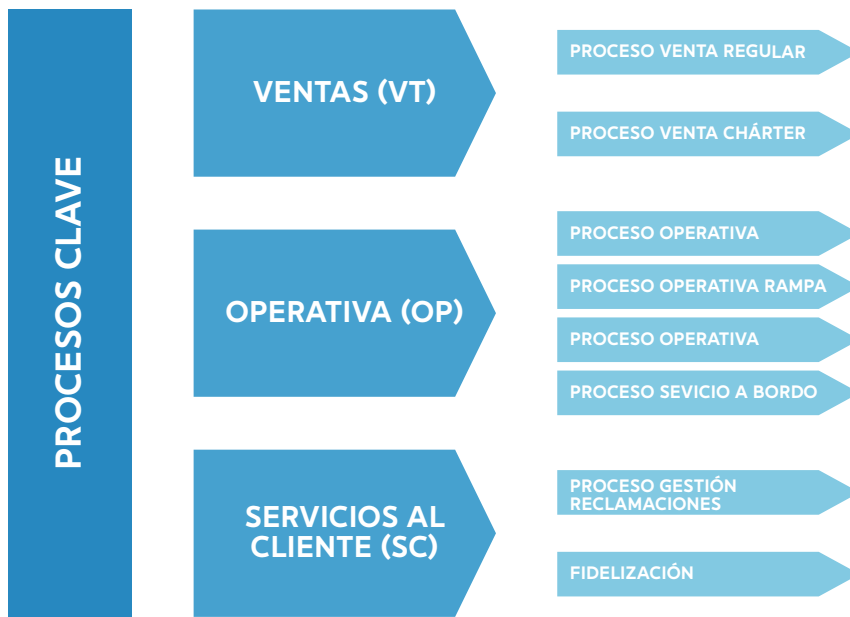 PROCESOS CLAVE
VENTAS (VT)
PROCESO VENTA REGULAR
PROCESO VENTA CHÁRTER
OPERATIVA (OP)
PROCESO OPERATIVA
PROCESO OPERATIVA RAMPA
PROCESO OPERATIVA
PROCESO SEVICIO A BORDO
SERVICIOS AL
CLIENTE (SC)
PROCESO GESTIÓN
RECLAMACIONES
FIDELIZACIÓN